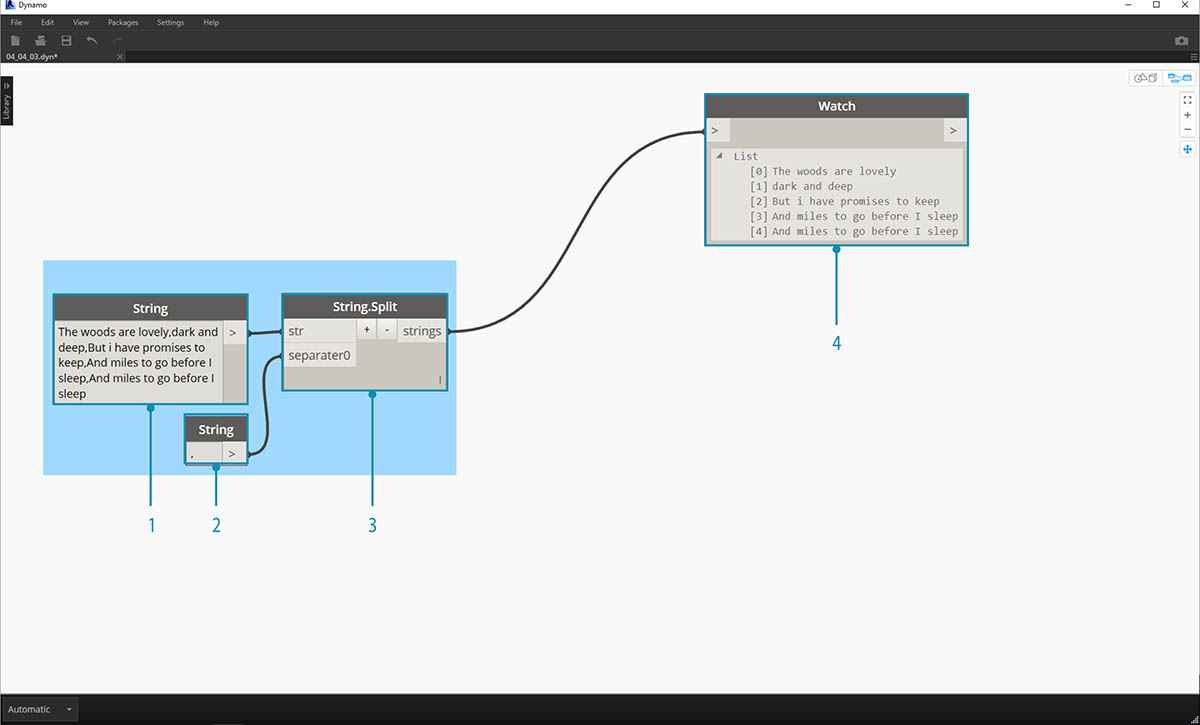 Dynamo
File Edit View Packages Settings Help
04_04_03.dyn*
Library
Watch
> >
List
[0] The woods are lovely
[1] dark and deep
[2] But i have promises to keep
[3] And miles to go before I sleep
[4] And miles to go before I sleep
4
String
The woods are lovely,dark and
deep,But i have promises to
keep,And miles to go before I
sleep,And miles to go before I
sleep
>
String.Split
str + - strings
separater0
l
String
, >
1 2 3
Automatic